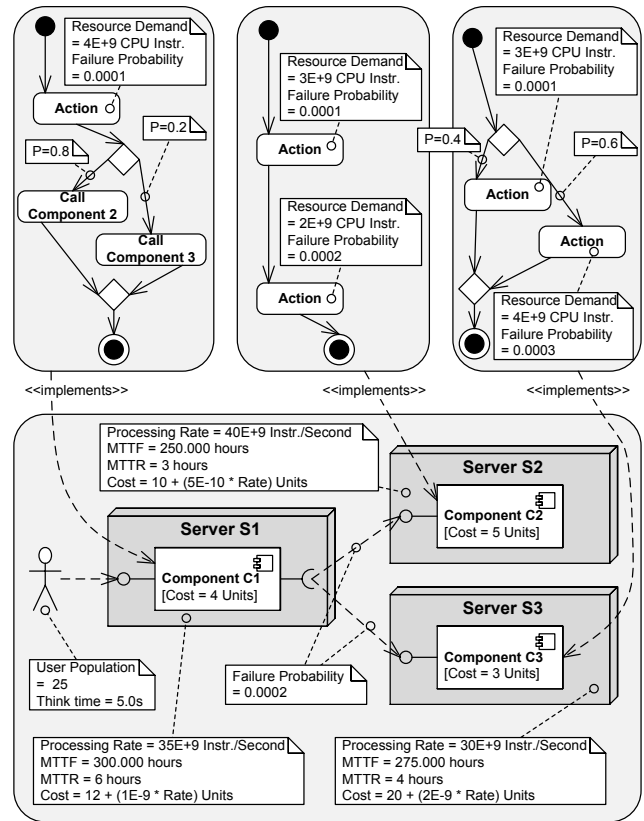 Resource Demand
= 4E+9 CPU Instr.
Failure Probability
= 0.0001
Action
P=0.2
P=0.8
Call
Component 2
Call
Component 3
Resource Demand
= 3E+9 CPU Instr.
Failure Probability
= 0.0001
Action
Resource Demand
= 2E+9 CPU Instr.
Failure Probability
= 0.0002
Action
Resource Demand
= 3E+9 CPU Instr.
Failure Probability
= 0.0001
P=0.4
P=0.6
Action
Action
Resource Demand
= 4E+9 CPU Instr.
Failure Probability
= 0.0003
<<implements>>
<<implements>>
<<implements>>
Processing Rate = 40E+9 Instr./Second
MTTF = 250.000 hours
MTTR = 3 hours
Cost = 10 + (5E-10 * Rate) Units
Server S2
Component C2
[Cost = 5 Units]
Server S1
Component C1
[Cost = 4 Units]
Server S3
Component C3
[Cost = 3 Units]
User Population
= 25
Think time = 5.0s
Failure Probability
= 0.0002
Processing Rate = 35E+9 Instr./Second
MTTF = 300.000 hours
MTTR = 6 hours
Cost = 12 + (1E-9 * Rate) Units
Processing Rate = 30E+9 Instr./Second
MTTF = 275.000 hours
MTTR = 4 hours
Cost = 20 + (2E-9 * Rate) Units